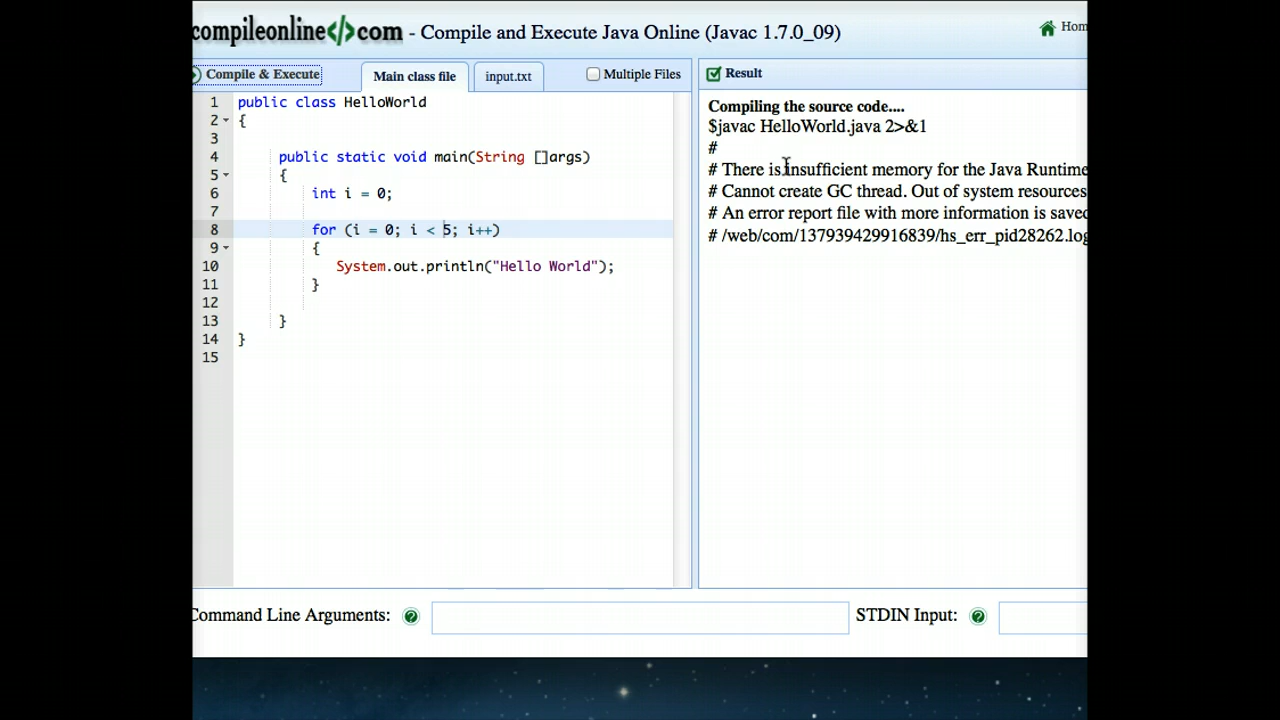 compileonline</>com - Compile and Execute Java Online (Javac 1.7.0_09)
Hom
Compile & Execute
Main class file
input.txt
Multiple Files
1 public class HelloWorld
2 {
3
4 public static void main(String []args)
5 {
6 int i = 0;
7
8 for (i = 0; i < 5; i++)
9 {
10 System.out.println("Hello World");
11 }
12
13 }
14 }
15
Result
Compiling the source code....
$javac HelloWorld.java 2>&1
#
# There is insufficient memory for the Java Runtime
# Cannot create GC thread. Out of system resources
# An error report file with more information is saved
# /web/com/137939429916839/hs_err_pid28262.log
Command Line Arguments:
STDIN Input: